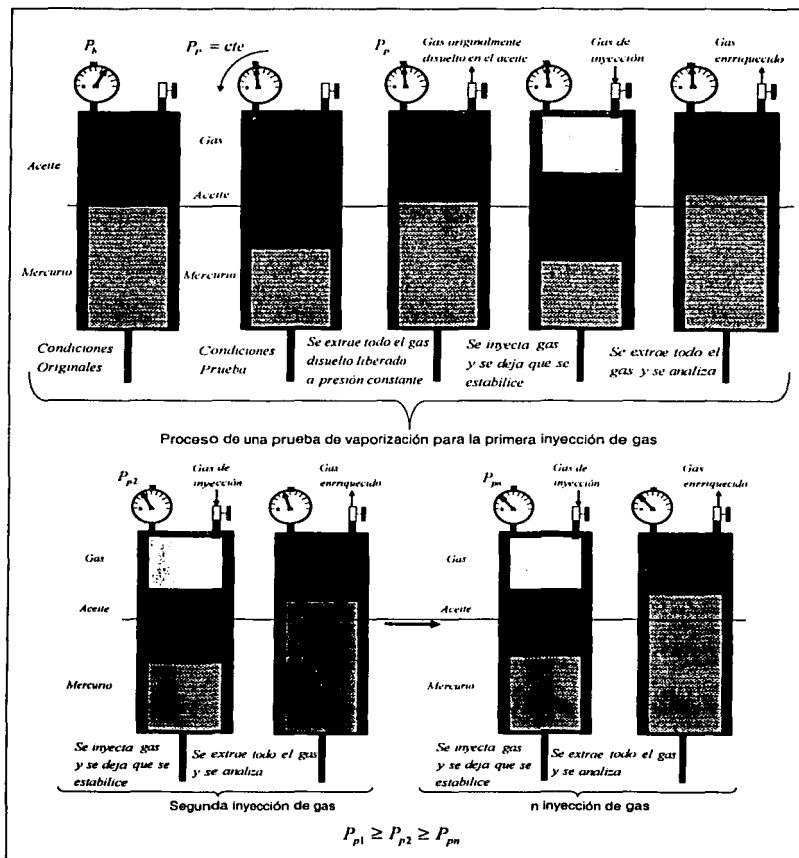 P_b
P_p = cte
P_p
Gas originalmente
disuelto en el aceite
Gas de
inyección
Gas
enrriquecido
Aceite
Mercurio
Gas
Aceite
Mercurio
Condiciones
Originales
Condiciones
Prueba
Se extrae todo el gas
disuelto liberado
a presión constante
Se inyecta gas
y se deja que se
estabilice
Se extrae todo el
gas y se analiza
Proceso de una prueba de vaporización para la primera inyección de gas
P_p2
Gas de
inyección
Gas
enrriquecido
P_pn
Gas de
inyección
Gas
enrriquecido
Gas
Aceite
Mercurio
Gas
Aceite
Mercurio
Se inyecta gas
y se deja que se
estabilice
Se extrae todo el gas
y se analiza
Se inyecta gas
y se deja que se
estabilice
Se extrae todo el gas
y se analiza
Segunda inyección de gas
n inyección de gas
P_p1 ≥ P_p2 ≥ P_pn